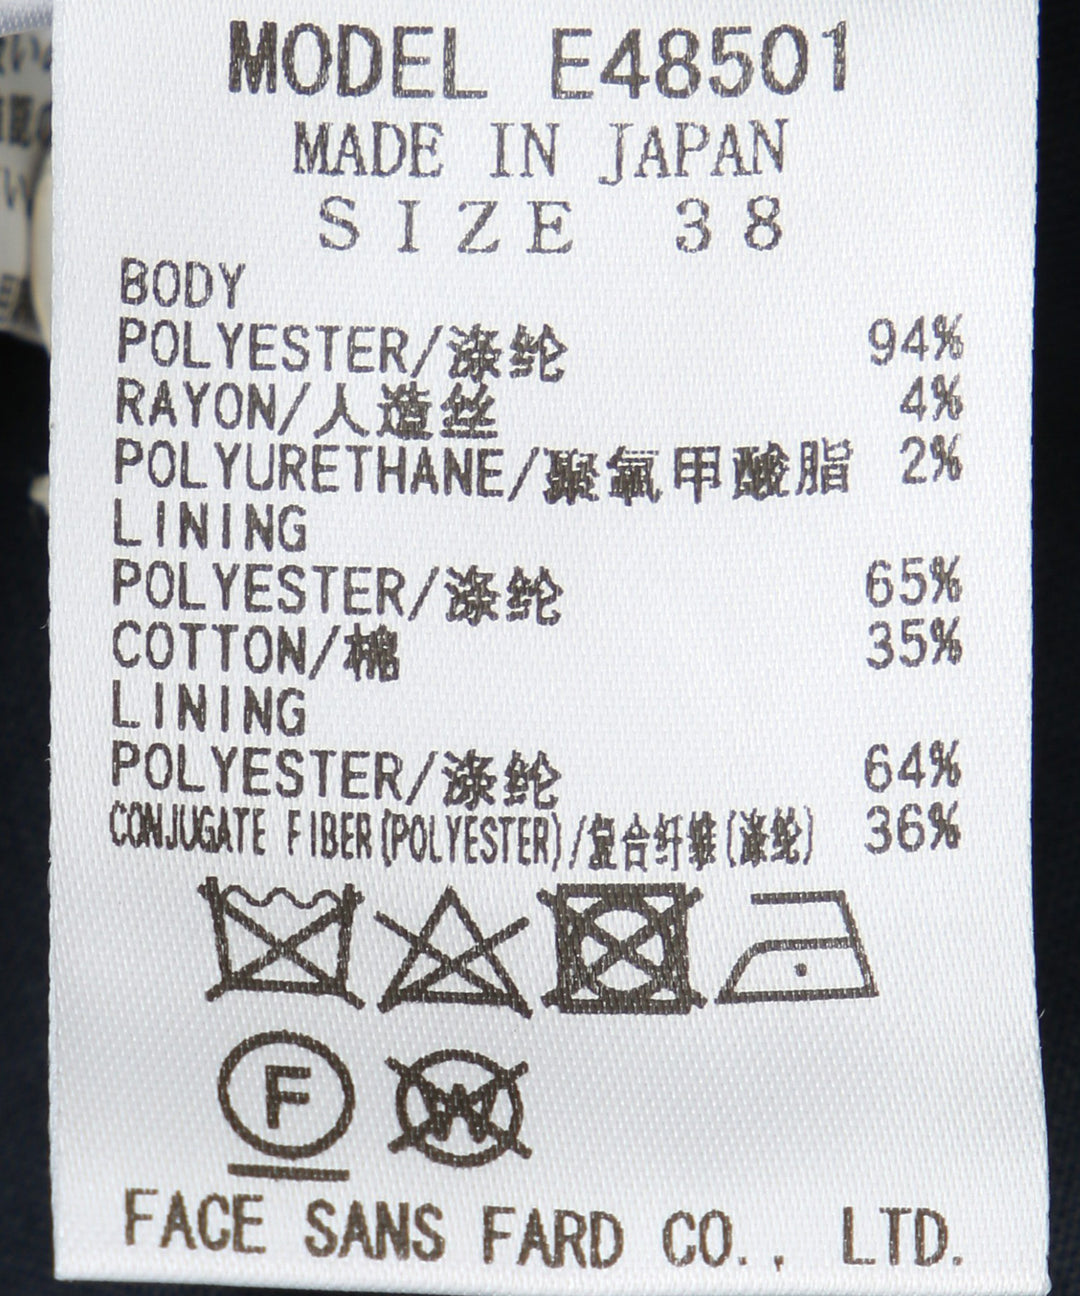 MODEL E48501
MADE IN JAPAN
SIZE 38
BODY
POLYESTER/涤纶 94%
RAYON/人造丝 4%
POLYURETHANE/聚氨甲酸脂 2%
LINING
POLYESTER/涤纶 65%
COTTON/棉 35%
LINING
POLYESTER/涤纶 64%
CONJUGATE FIBER(POLYESTER)/复合纤维(涤纶) 36%
F W
FACE SANS FARD CO., LTD.